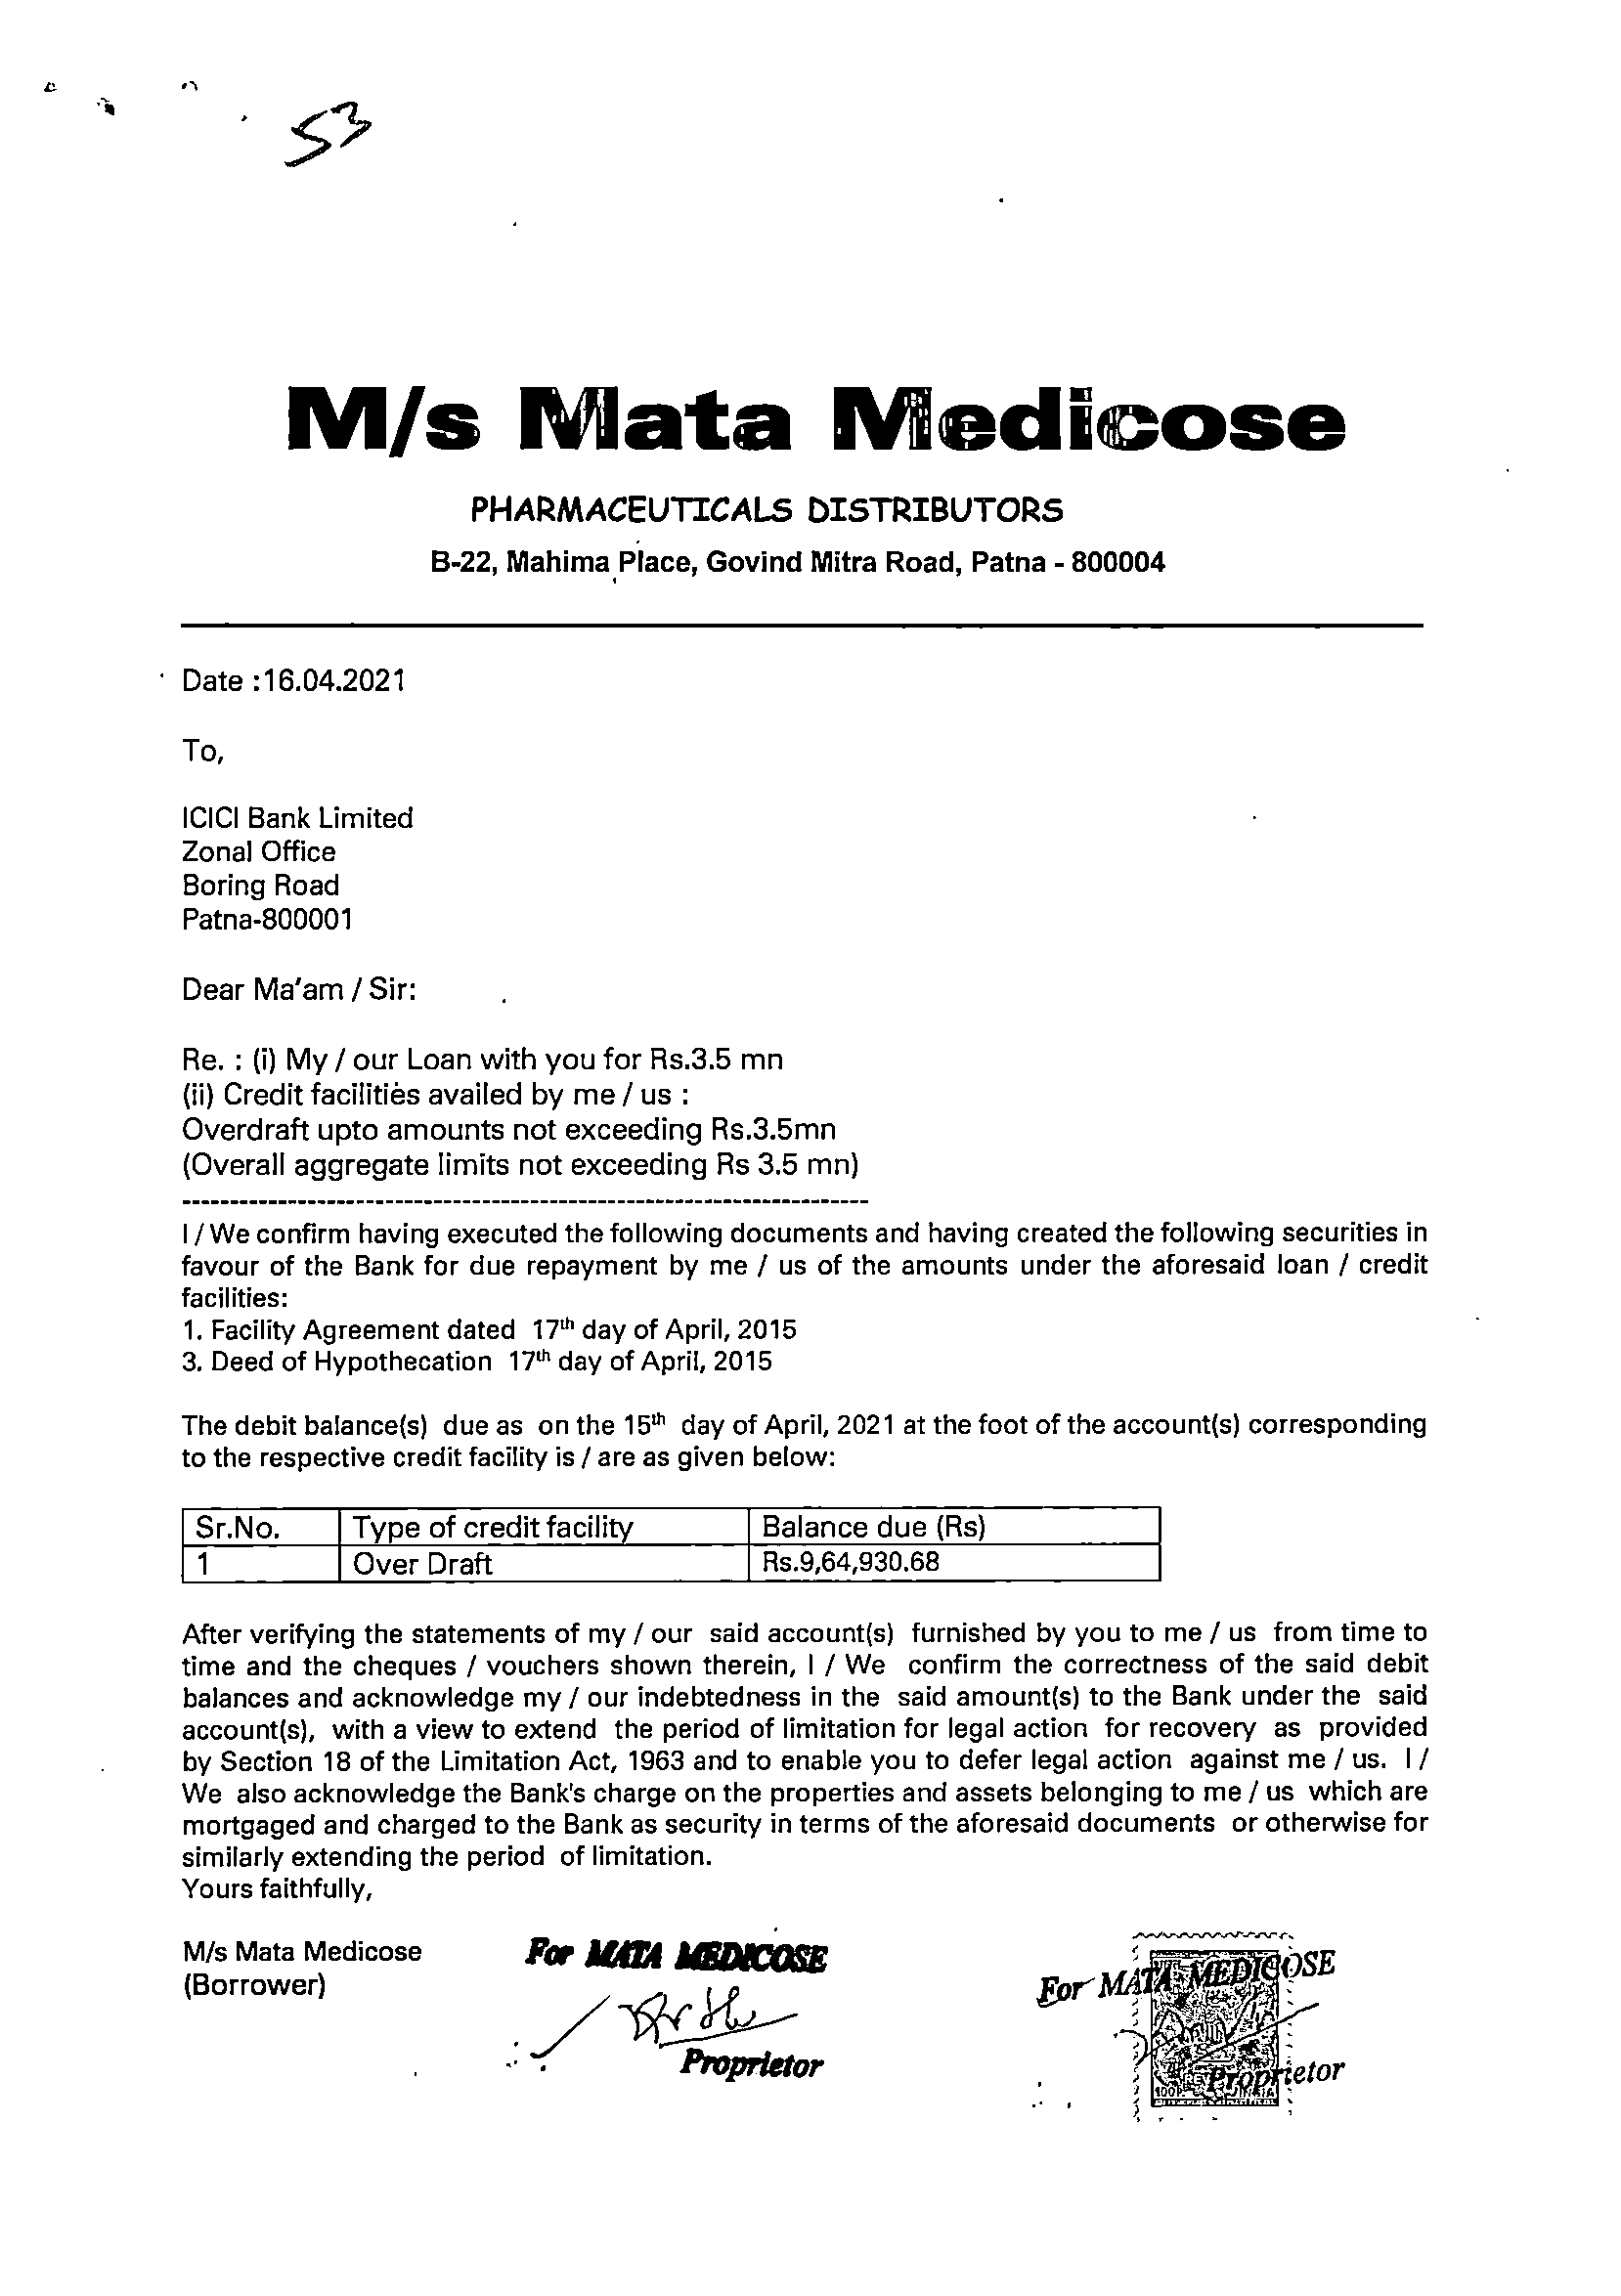 53
M/s Mata Medicose
PHARMACEUTICALS DISTRIBUTORS
B-22, Mahima Place, Govind Mitra Road, Patna - 800004
Date :16.04.2021
To,
ICICI Bank Limited
Zonal Office
Boring Road
Patna-800001
Dear Ma'am / Sir:
Re. : (i) My / our Loan with you for Rs.3.5 mn
(ii) Credit facilities availed by me / us :
Overdraft upto amounts not exceeding Rs.3.5mn
(Overall aggregate limits not exceeding Rs 3.5 mn)
------------------------------------------------------------------------
I / We confirm having executed the following documents and having created the following securities in
favour of the Bank for due repayment by me / us of the amounts under the aforesaid loan / credit
facilities:
1. Facility Agreement dated 17th day of April, 2015
3. Deed of Hypothecation 17th day of April, 2015
The debit balance(s) due as on the 15th day of April, 2021 at the foot of the account(s) corresponding
to the respective credit facility is / are as given below:
Sr.No. Type of credit facility Balance due (Rs)
1 Over Draft Rs.9,64,930.68
After verifying the statements of my / our said account(s) furnished by you to me / us from time to
time and the cheques / vouchers shown therein, I / We confirm the correctness of the said debit
balances and acknowledge my / our indebtedness in the said amount(s) to the Bank under the said
account(s), with a view to extend the period of limitation for legal action for recovery as provided
by Section 18 of the Limitation Act, 1963 and to enable you to defer legal action against me / us. I /
We also acknowledge the Bank's charge on the properties and assets belonging to me / us which are
mortgaged and charged to the Bank as security in terms of the aforesaid documents or otherwise for
similarly extending the period of limitation.
Yours faithfully,
M/s Mata Medicose
(Borrower)
For MATA MEDICOSE
Proprietor
For MATA MEDICOSE
Proprietor